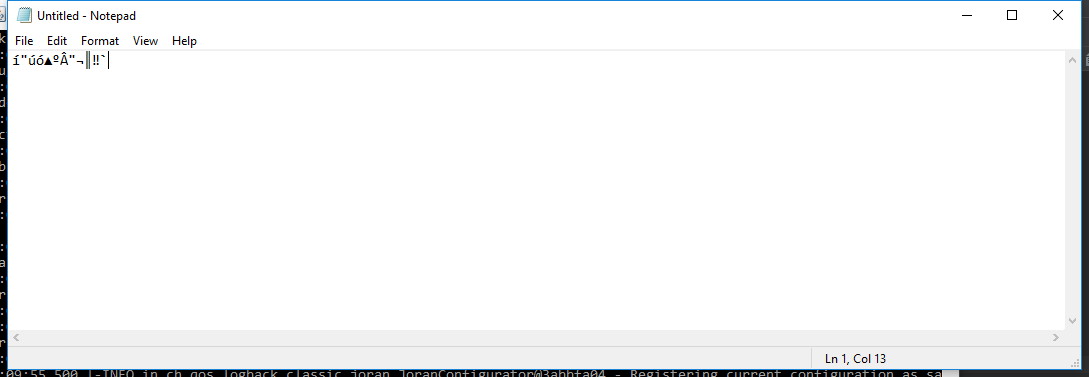 Untitled - Notepad
File Edit Format View Help
í"úó▲ºÂ"¬║‼`
Ln 1, Col 13
:09:55,500 |-INFO in ch.qos.logback.classic.joran.JoranConfigurator@3abbfa04 - Registering current configuration as sa